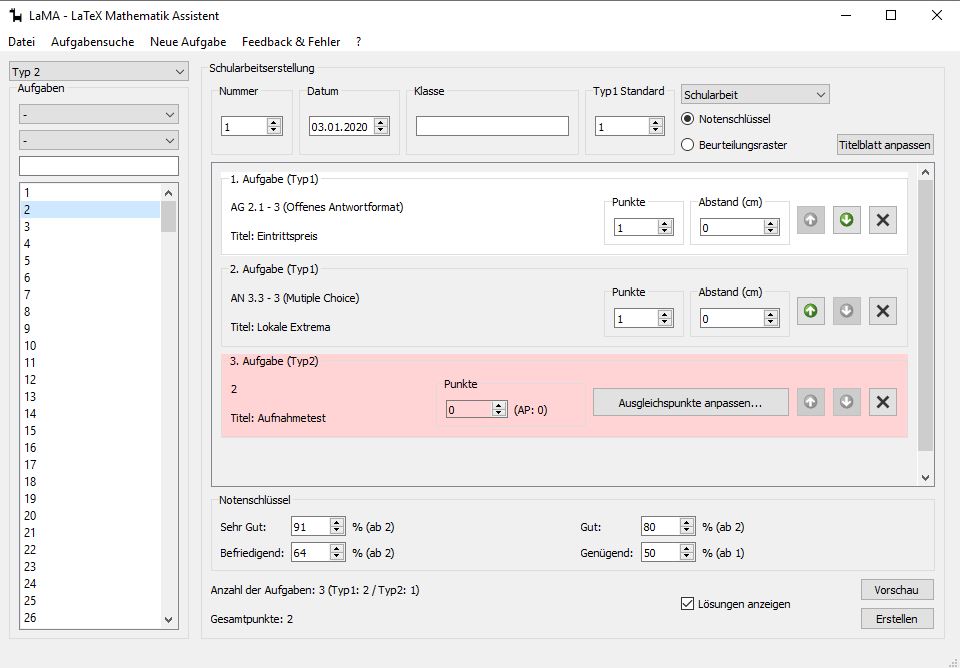 LaMA - LaTeX Mathematik Assistent
Datei Aufgabensuche Neue Aufgabe Feedback & Fehler ?
Typ 2
Aufgaben
-
-
1
2
3
4
5
6
7
8
9
10
11
12
13
14
15
16
17
18
19
20
21
22
23
24
25
26
Schularbeitserstellung
Nummer Datum Klasse Typ1 Standard
1 03.01.2020 1
Schularbeit
Notenschlüssel
Beurteilungsraster
Titelblatt anpassen
1. Aufgabe (Typ1)
AG 2.1 - 3 (Offenes Antwortformat)
Titel: Eintrittspreis
Punkte Abstand (cm)
1 0
2. Aufgabe (Typ1)
AN 3.3 - 3 (Mutiple Choice)
Titel: Lokale Extrema
Punkte Abstand (cm)
1 0
3. Aufgabe (Typ2)
2
Titel: Aufnahmetest
Punkte
0 (AP: 0)
Ausgleichspunkte anpassen...
Notenschlüssel
Sehr Gut: 91 % (ab 2) Gut: 80 % (ab 2)
Befriedigend: 64 % (ab 2) Genügend: 50 % (ab 1)
Anzahl der Aufgaben: 3 (Typ1: 2 / Typ2: 1)
Gesamtpunkte: 2
Lösungen anzeigen
Vorschau
Erstellen